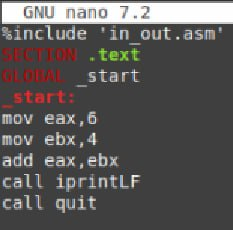 GNU nano 7.2
%include 'in_out.asm'
SECTION .text
GLOBAL _start
_start:
mov eax,6
mov ebx,4
add eax,ebx
call iprintLF
call quit